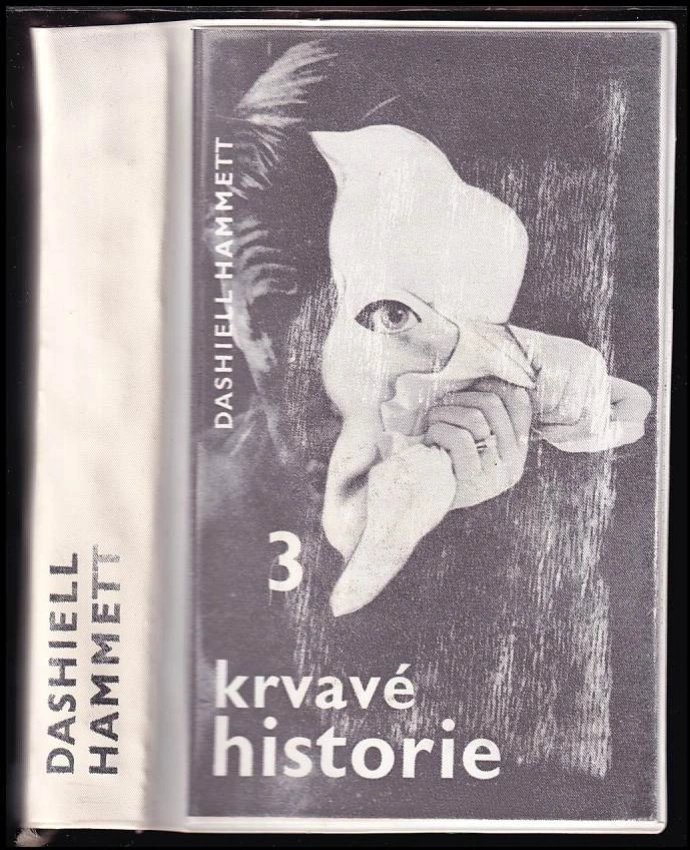 DASHIELL
HAMMETT
DASHIELL HAMMETT
3
krvavé
historie